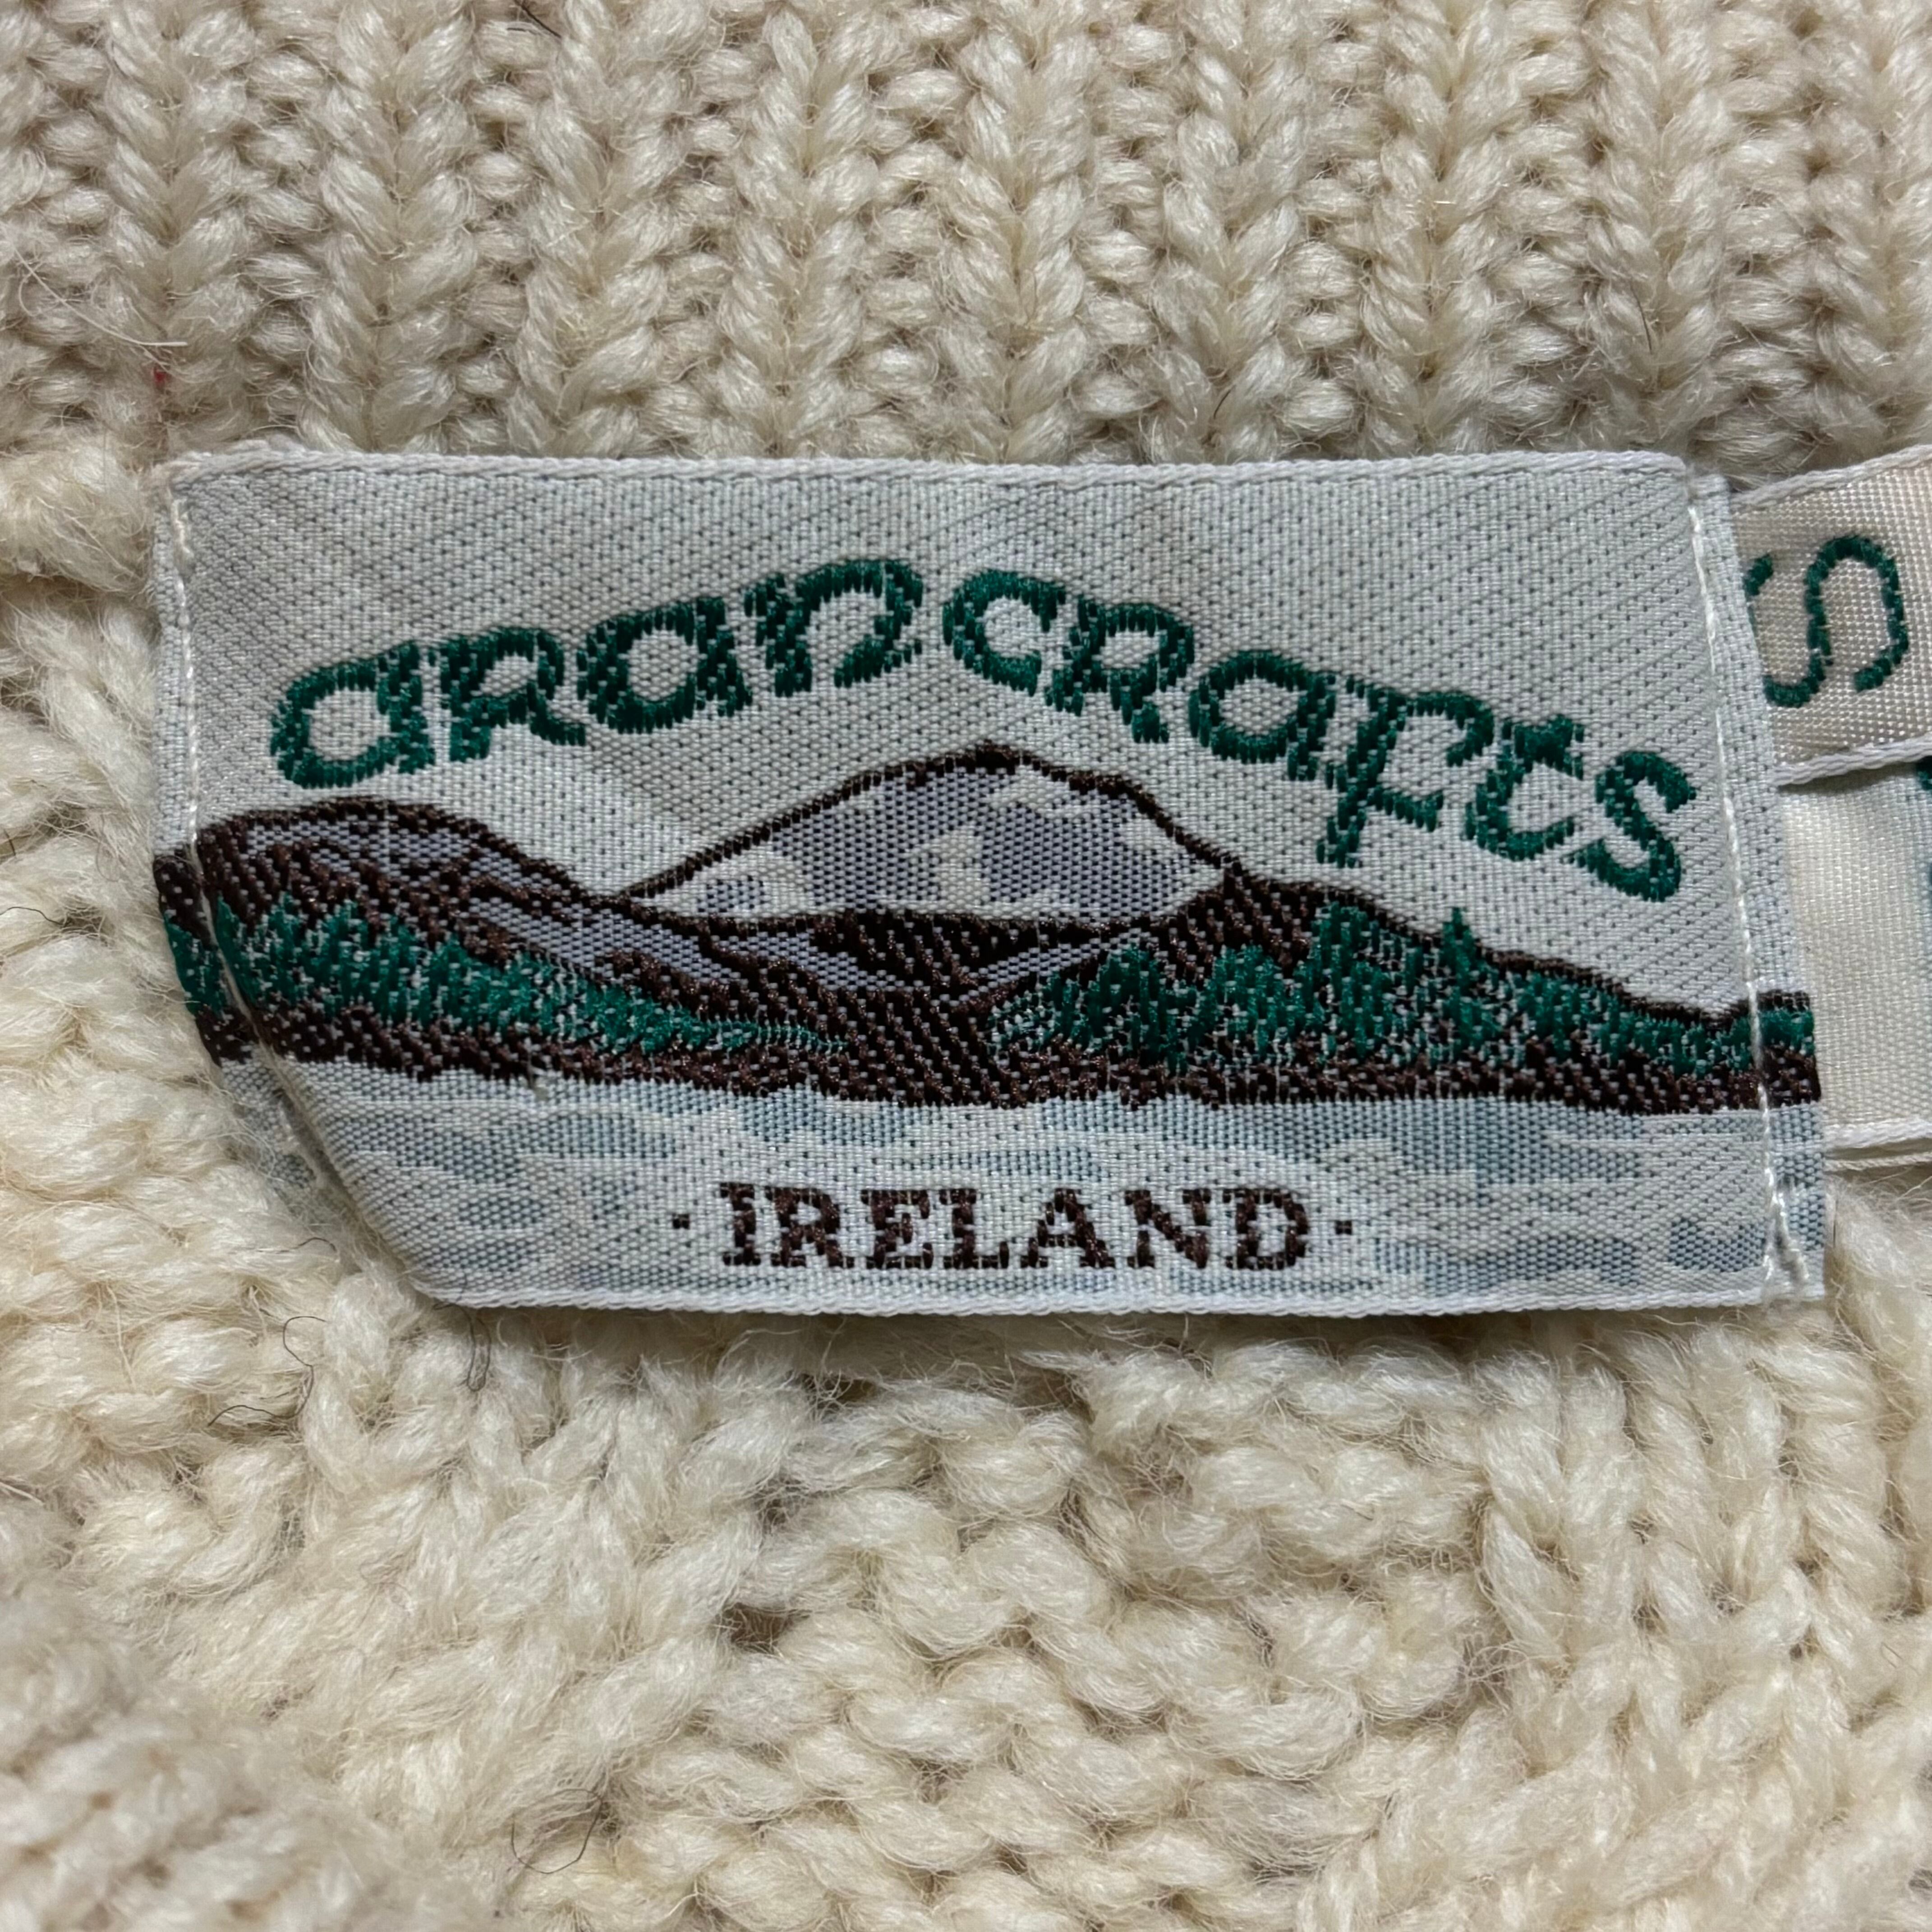 aran crafts
S
· IRELAND ·